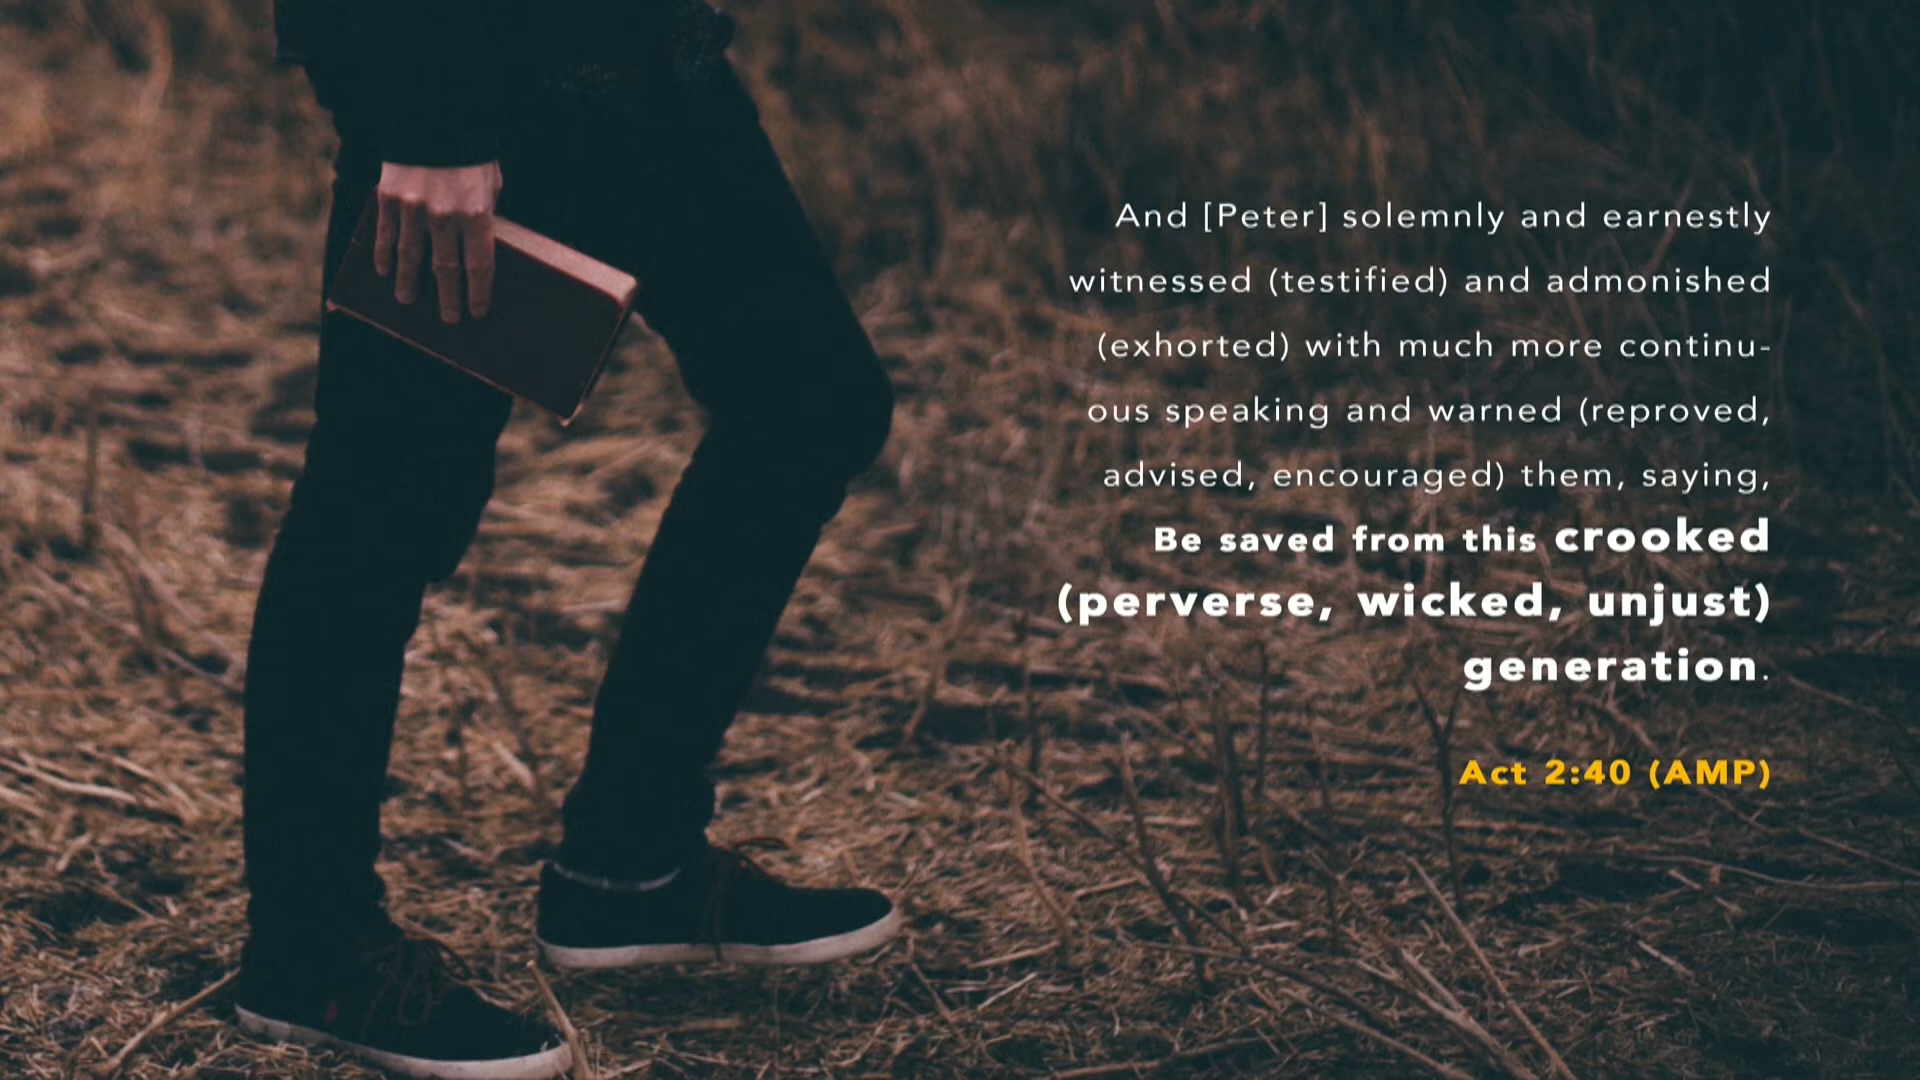 And [Peter] solemnly and earnestly
witnessed (testified) and admonished
(exhorted) with much more continu-
ous speaking and warned (reproved,
advised, encouraged) them, saying,
Be saved from this crooked
(perverse, wicked, unjust)
generation.
Act 2:40 (AMP)